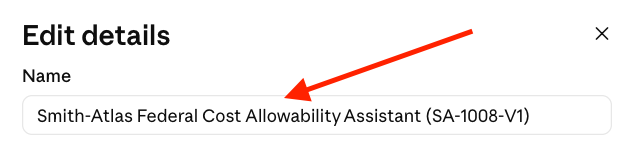 Edit details
Name
Smith-Atlas Federal Cost Allowability Assistant (SA-1008-V1)